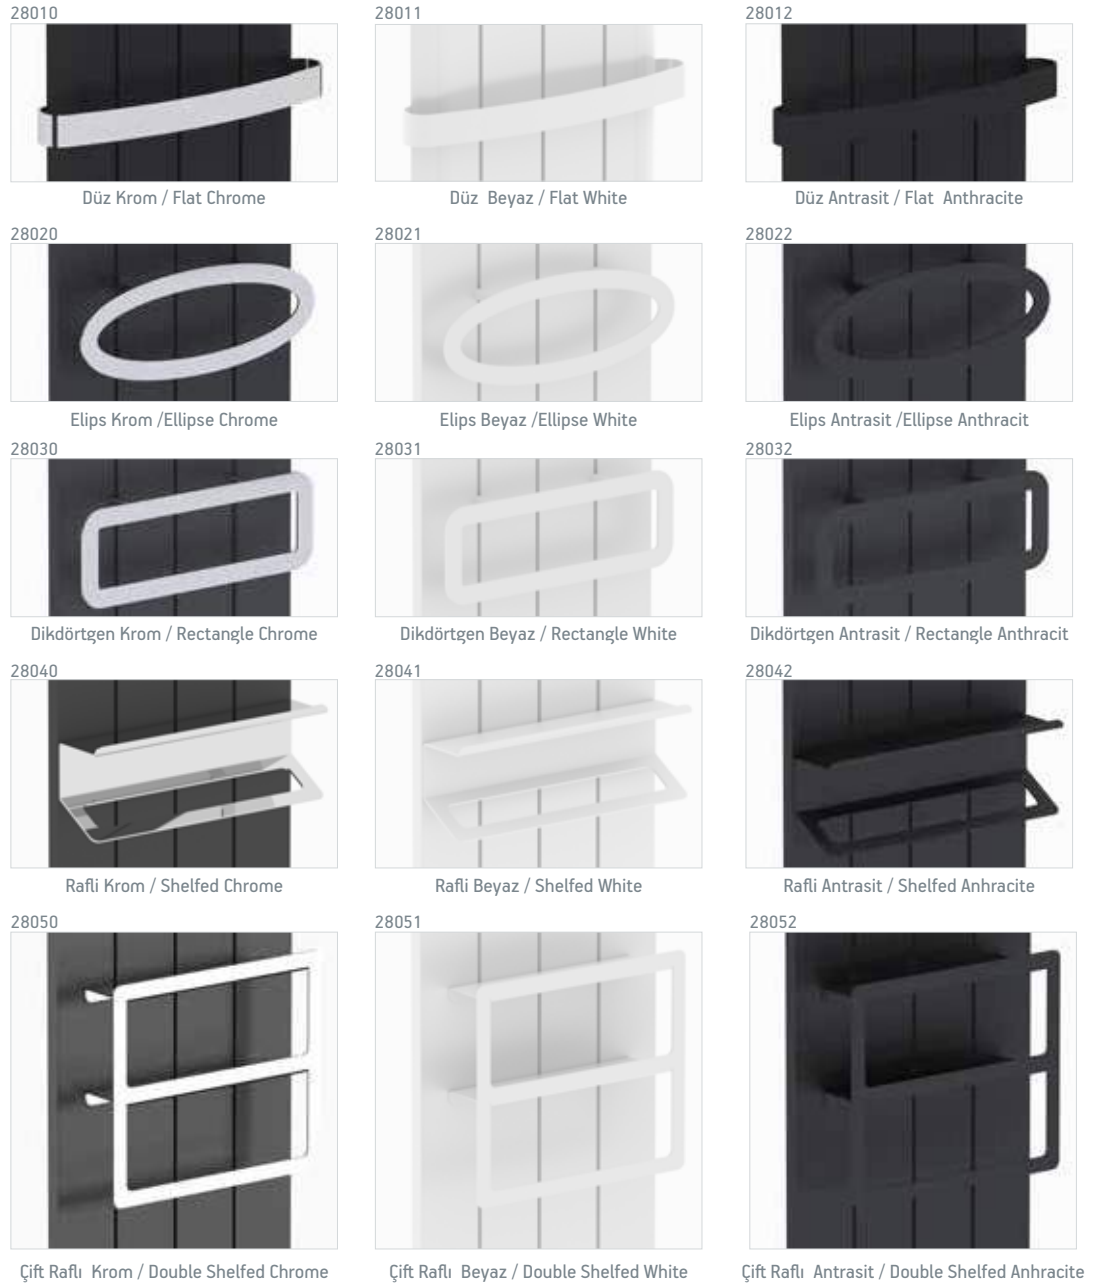 28010
28011
28012
Düz Krom / Flat Chrome
Düz Beyaz / Flat White
Düz Antrasit / Flat Anthracite
28020
28021
28022
Elips Krom /Ellipse Chrome
Elips Beyaz /Ellipse White
Elips Antrasit /Ellipse Anthracit
28030
28031
28032
Dikdörtgen Krom / Rectangle Chrome
Dikdörtgen Beyaz / Rectangle White
Dikdörtgen Antrasit / Rectangle Anthracit
28040
28041
28042
Rafli Krom / Shelfed Chrome
Rafli Beyaz / Shelfed White
Rafli Antrasit / Shelfed Anhracite
28050
28051
28052
Çift Raflı Krom / Double Shelfed Chrome
Çift Raflı Beyaz / Double Shelfed White
Çift Raflı Antrasit / Double Shelfed Anhracite